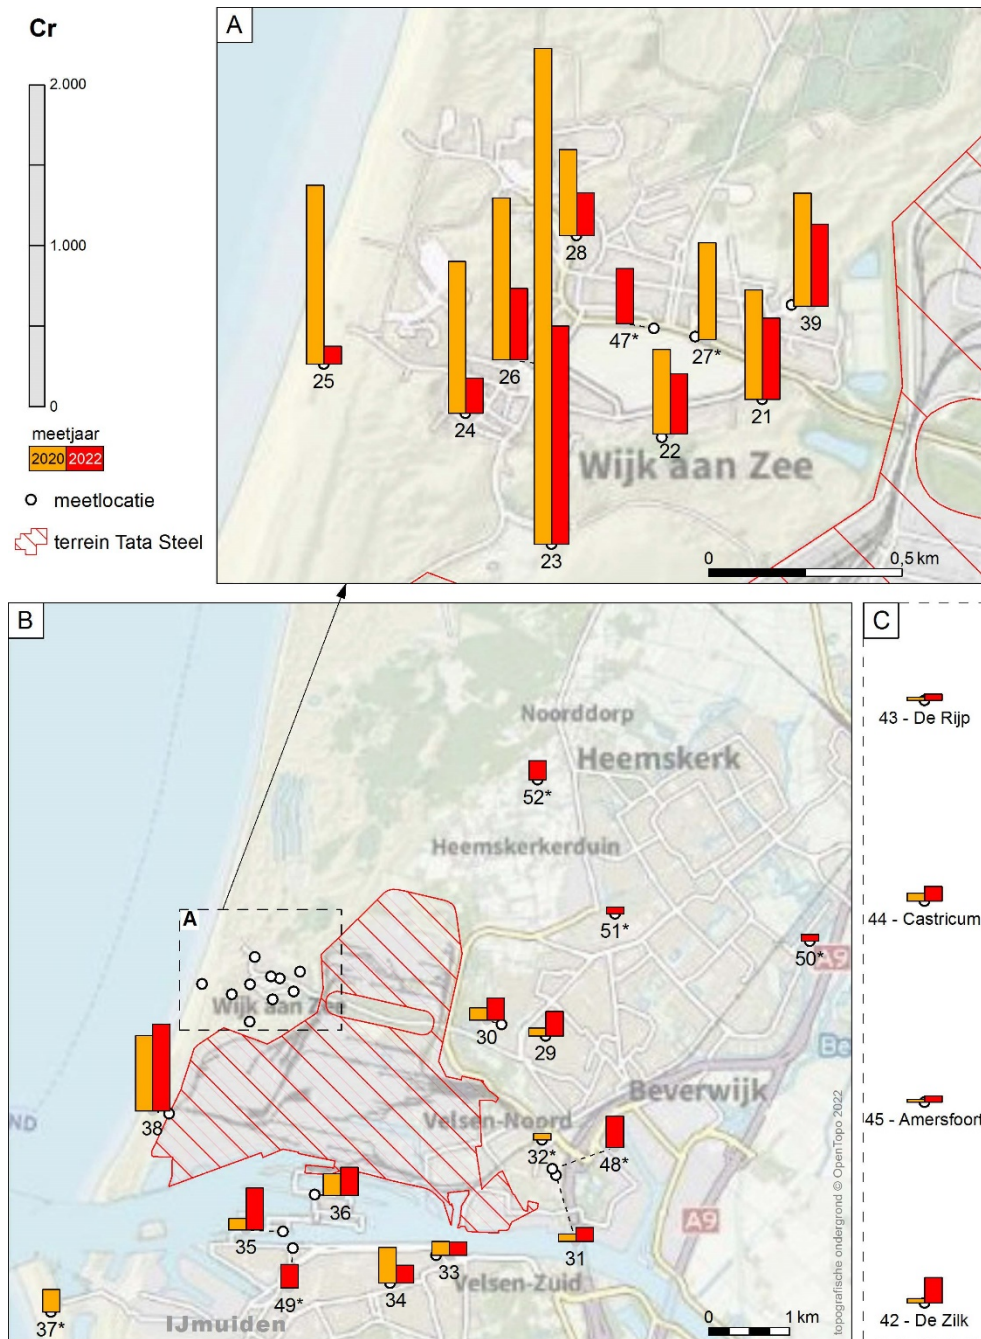 Cr
2.000
1.000
0
meetjaar
2020 2022
meetlocatie
terrein Tata Steel
A
28
25
24
26
47*
27*
39
21
22
Wijk aan Zee
23
0 0,5 km
B
Noorddorp
Heemskerk
52*
Heemskerkerduin
A
51*
50*
A9
Wijk aan Zee
30
29
Be
Beverwijk
ND
38
Velsen-Noord
32*
48*
36
A9
35
31
33
49*
34
Velsen-Zuid
37*
IJmuiden
0 1 km
topografische ondergrond © OpenTopo 2022
C
43 - De Rijp
44 - Castricum
45 - Amersfoort
42 - De Zilk